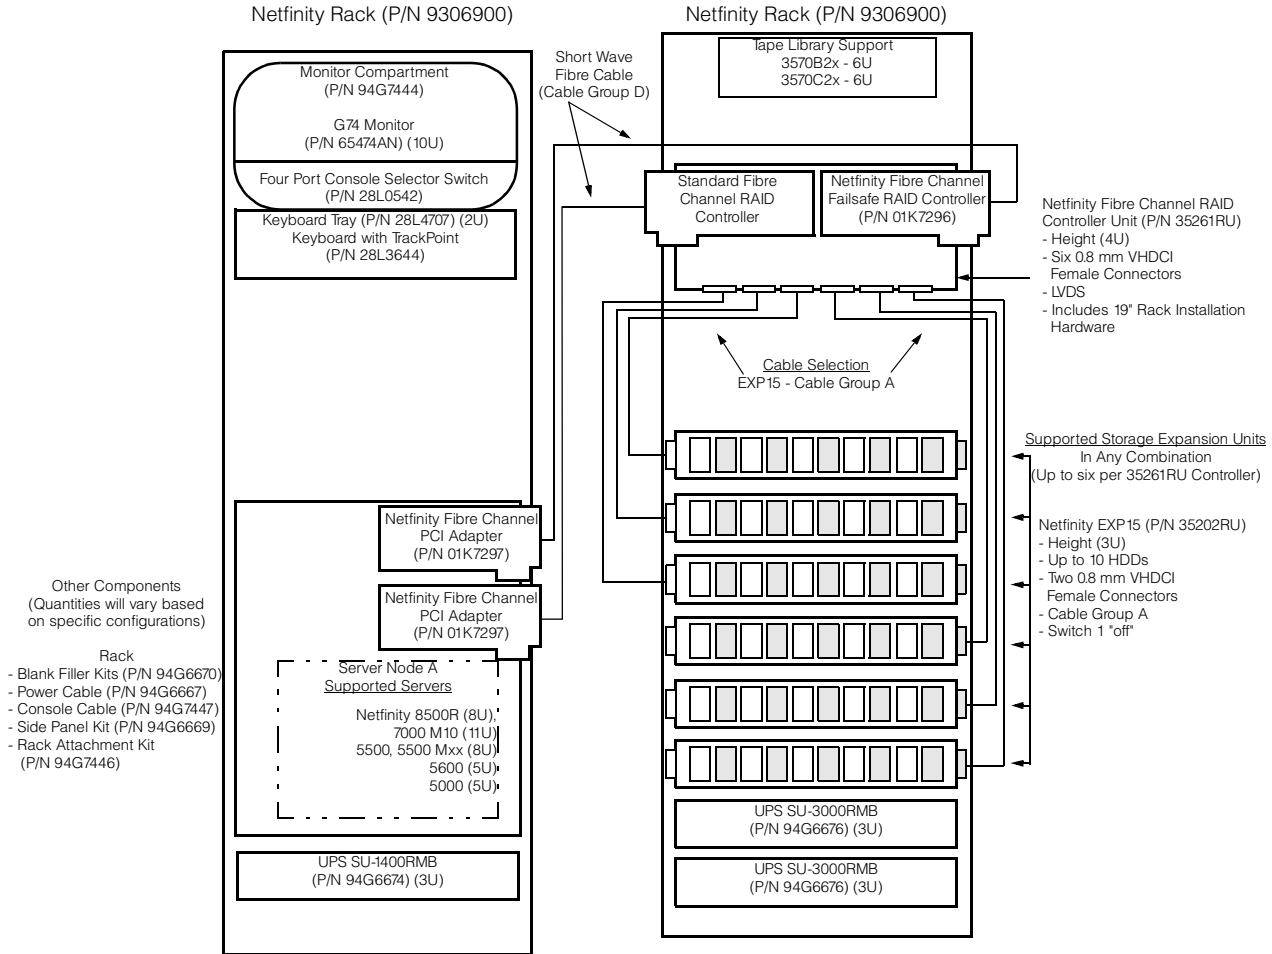 Netfinity Rack (P/N 9306900)
Monitor Compartment
(P/N 94G7444)
G74 Monitor
(P/N 65474AN) (10U)
Four Port Console Selector Switch
(P/N 28L0542)
Keyboard Tray (P/N 28L4707) (2U)
Keyboard with TrackPoint
(P/N 28L3644)
Netfinity Fibre Channel
PCI Adapter
(P/N 01K7297)
Netfinity Fibre Channel
PCI Adapter
(P/N 01K7297)
Server Node A
Supported Servers
Netfinity 8500R (8U),
7000 M10 (11U)
5500, 5500 Mxx (8U)
5600 (5U)
5000 (5U)
UPS SU-1400RMB
(P/N 94G6674) (3U)
Other Components
(Quantities will vary based
on specific configurations)
Rack
- Blank Filler Kits (P/N 94G6670)
- Power Cable (P/N 94G6667)
- Console Cable (P/N 94G7447)
- Side Panel Kit (P/N 94G6669)
- Rack Attachment Kit
(P/N 94G7446)
Short Wave
Fibre Cable
(Cable Group D)
Netfinity Rack (P/N 9306900)
Tape Library Support
3570B2x - 6U
3570C2x - 6U
Standard Fibre
Channel RAID
Controller
Netfinity Fibre Channel
Failsafe RAID Controller
(P/N 01K7296)
Cable Selection
EXP15 - Cable Group A
UPS SU-3000RMB
(P/N 94G6676) (3U)
UPS SU-3000RMB
(P/N 94G6676) (3U)
Netfinity Fibre Channel RAID
Controller Unit (P/N 35261RU)
- Height (4U)
- Six 0.8 mm VHDCI
Female Connectors
- LVDS
- Includes 19" Rack Installation
Hardware
Supported Storage Expansion Units
In Any Combination
(Up to six per 35261RU Controller)
Netfinity EXP15 (P/N 35202RU)
- Height (3U)
- Up to 10 HDDs
- Two 0.8 mm VHDCI
Female Connectors
- Cable Group A
- Switch 1 "off"